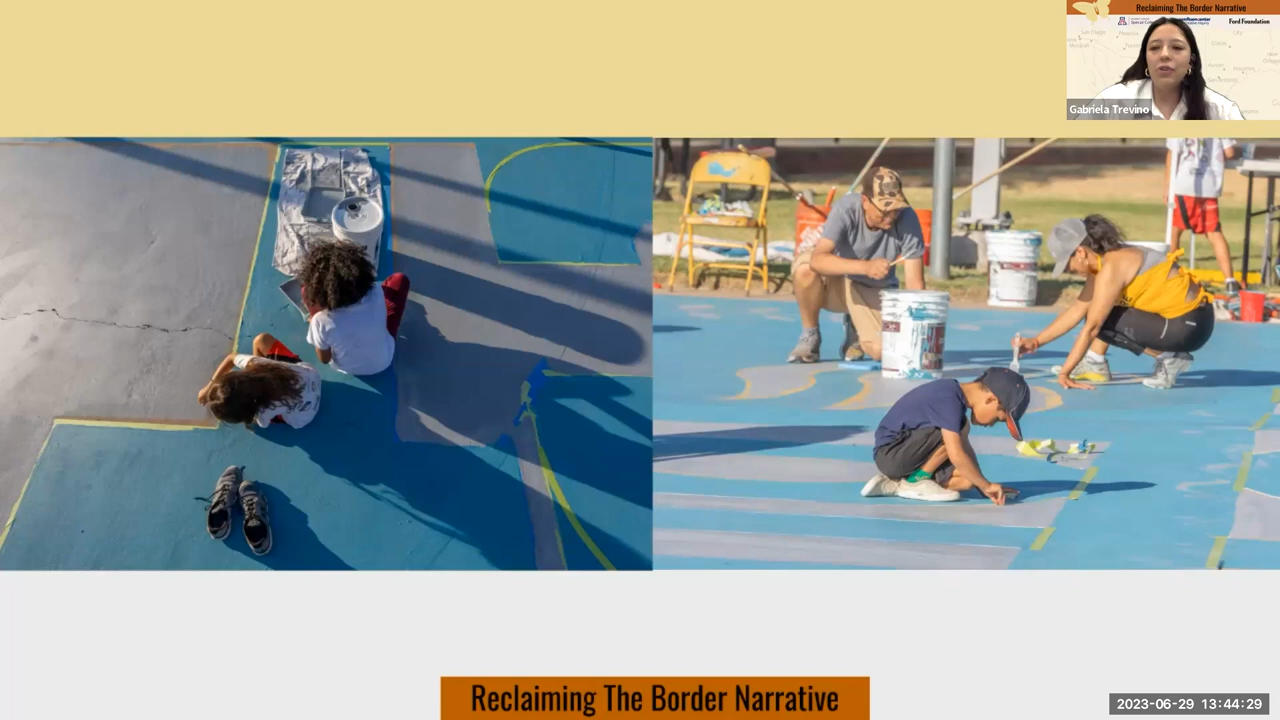 Reclaiming The Border Narrative
Ford Foundation
Gabriela Trevino
Reclaiming The Border Narrative
2023-06-29 13:44:29